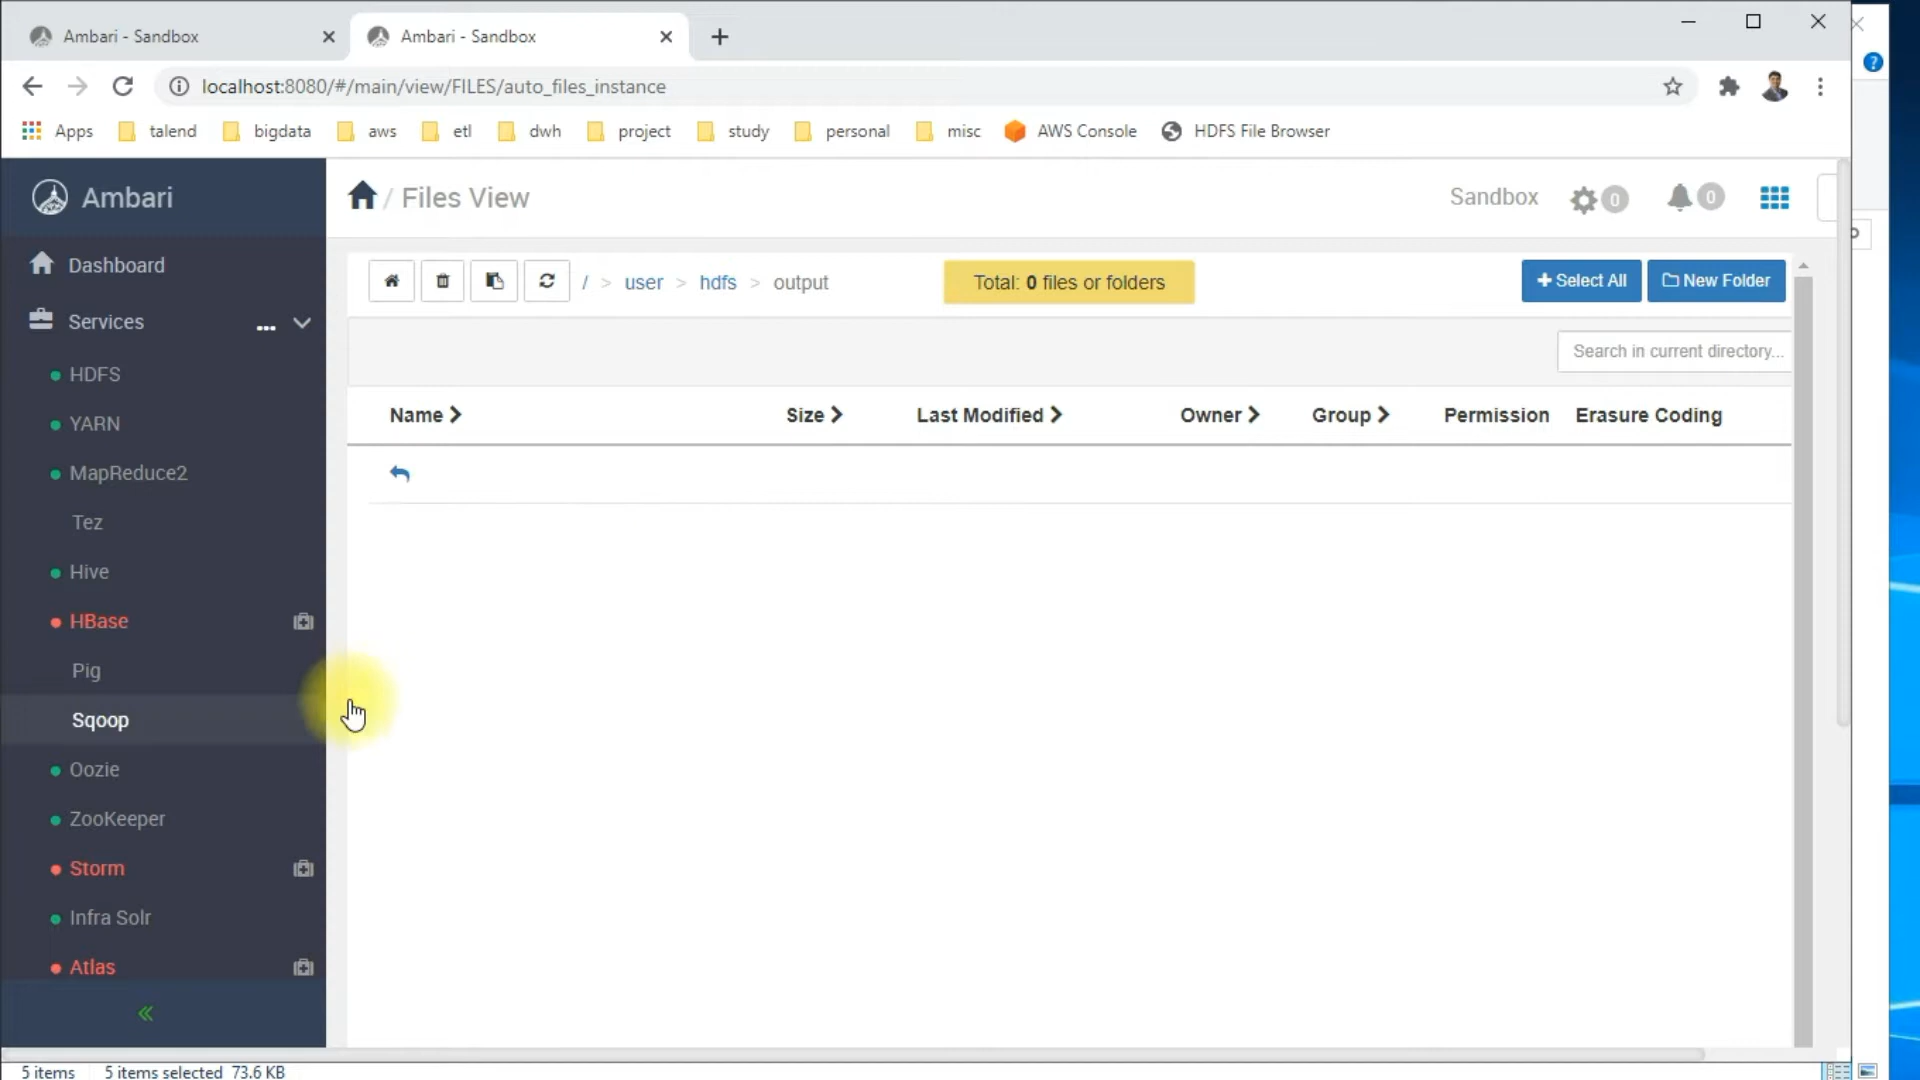 Ambari - Sandbox
Ambari - Sandbox
localhost:8080/#/main/view/FILES/auto_files_instance
Apps talend bigdata aws etl dwh project study personal misc AWS Console HDFS File Browser
Ambari
/ Files View
Sandbox 0 0
Dashboard
Services ...
HDFS
YARN
MapReduce2
Tez
Hive
HBase
Pig
Sqoop
Oozie
ZooKeeper
Storm
Infra Solr
Atlas
/ > user > hdfs > output
Total: 0 files or folders
+ Select All
New Folder
Search in current directory...
Name Size Last Modified Owner Group Permission Erasure Coding
5 items 5 items selected 73.6 KB